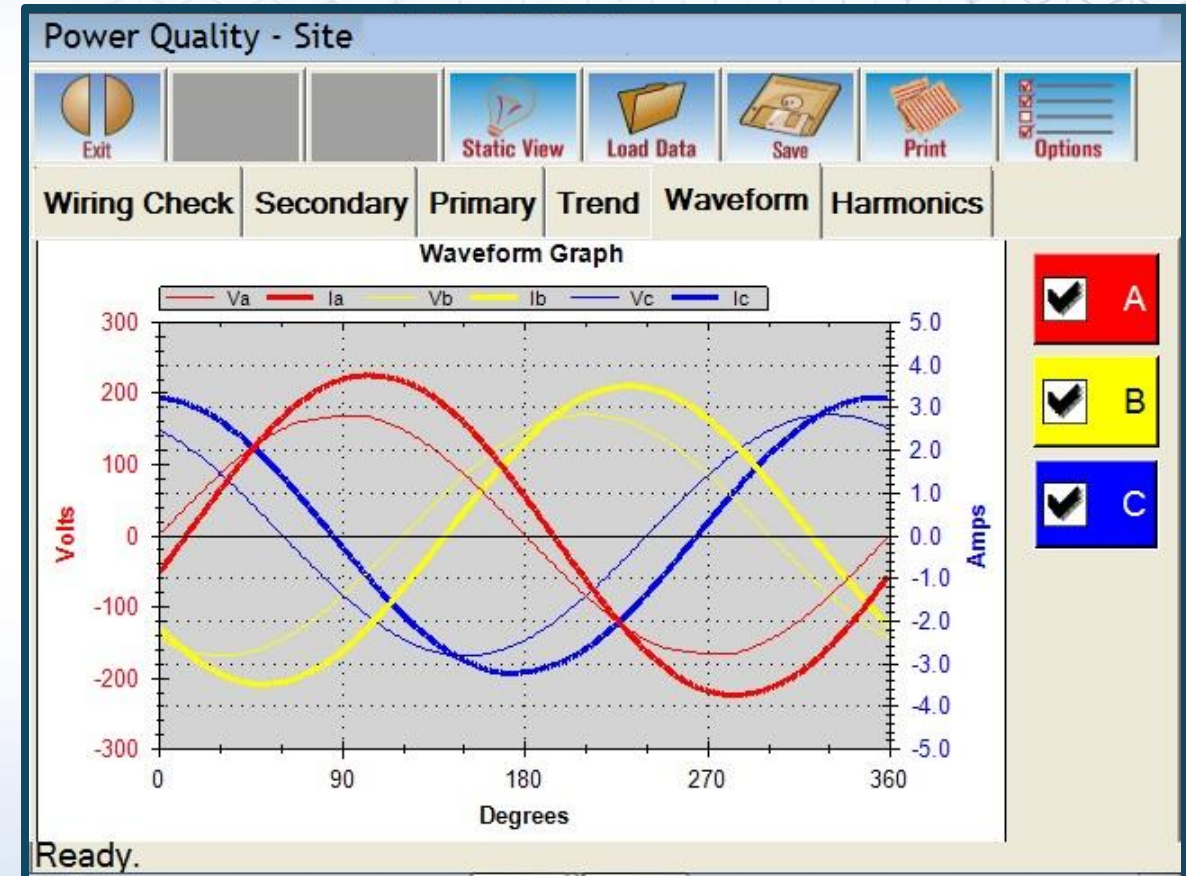 Power Quality - Site
Exit
Static View
Load Data
Save
Print
Options
Wiring Check Secondary Primary Trend Waveform Harmonics
Waveform Graph
Va Ia Vb Ib Vc Ic
300 5.0
4.0
200
3.0
2.0
100
1.0
0 0.0
-1.0
-100
-2.0
-3.0
-200
-4.0
-300 -5.0
Volts
Amps
0 90 180 270 360
Degrees
A
B
C
Ready.